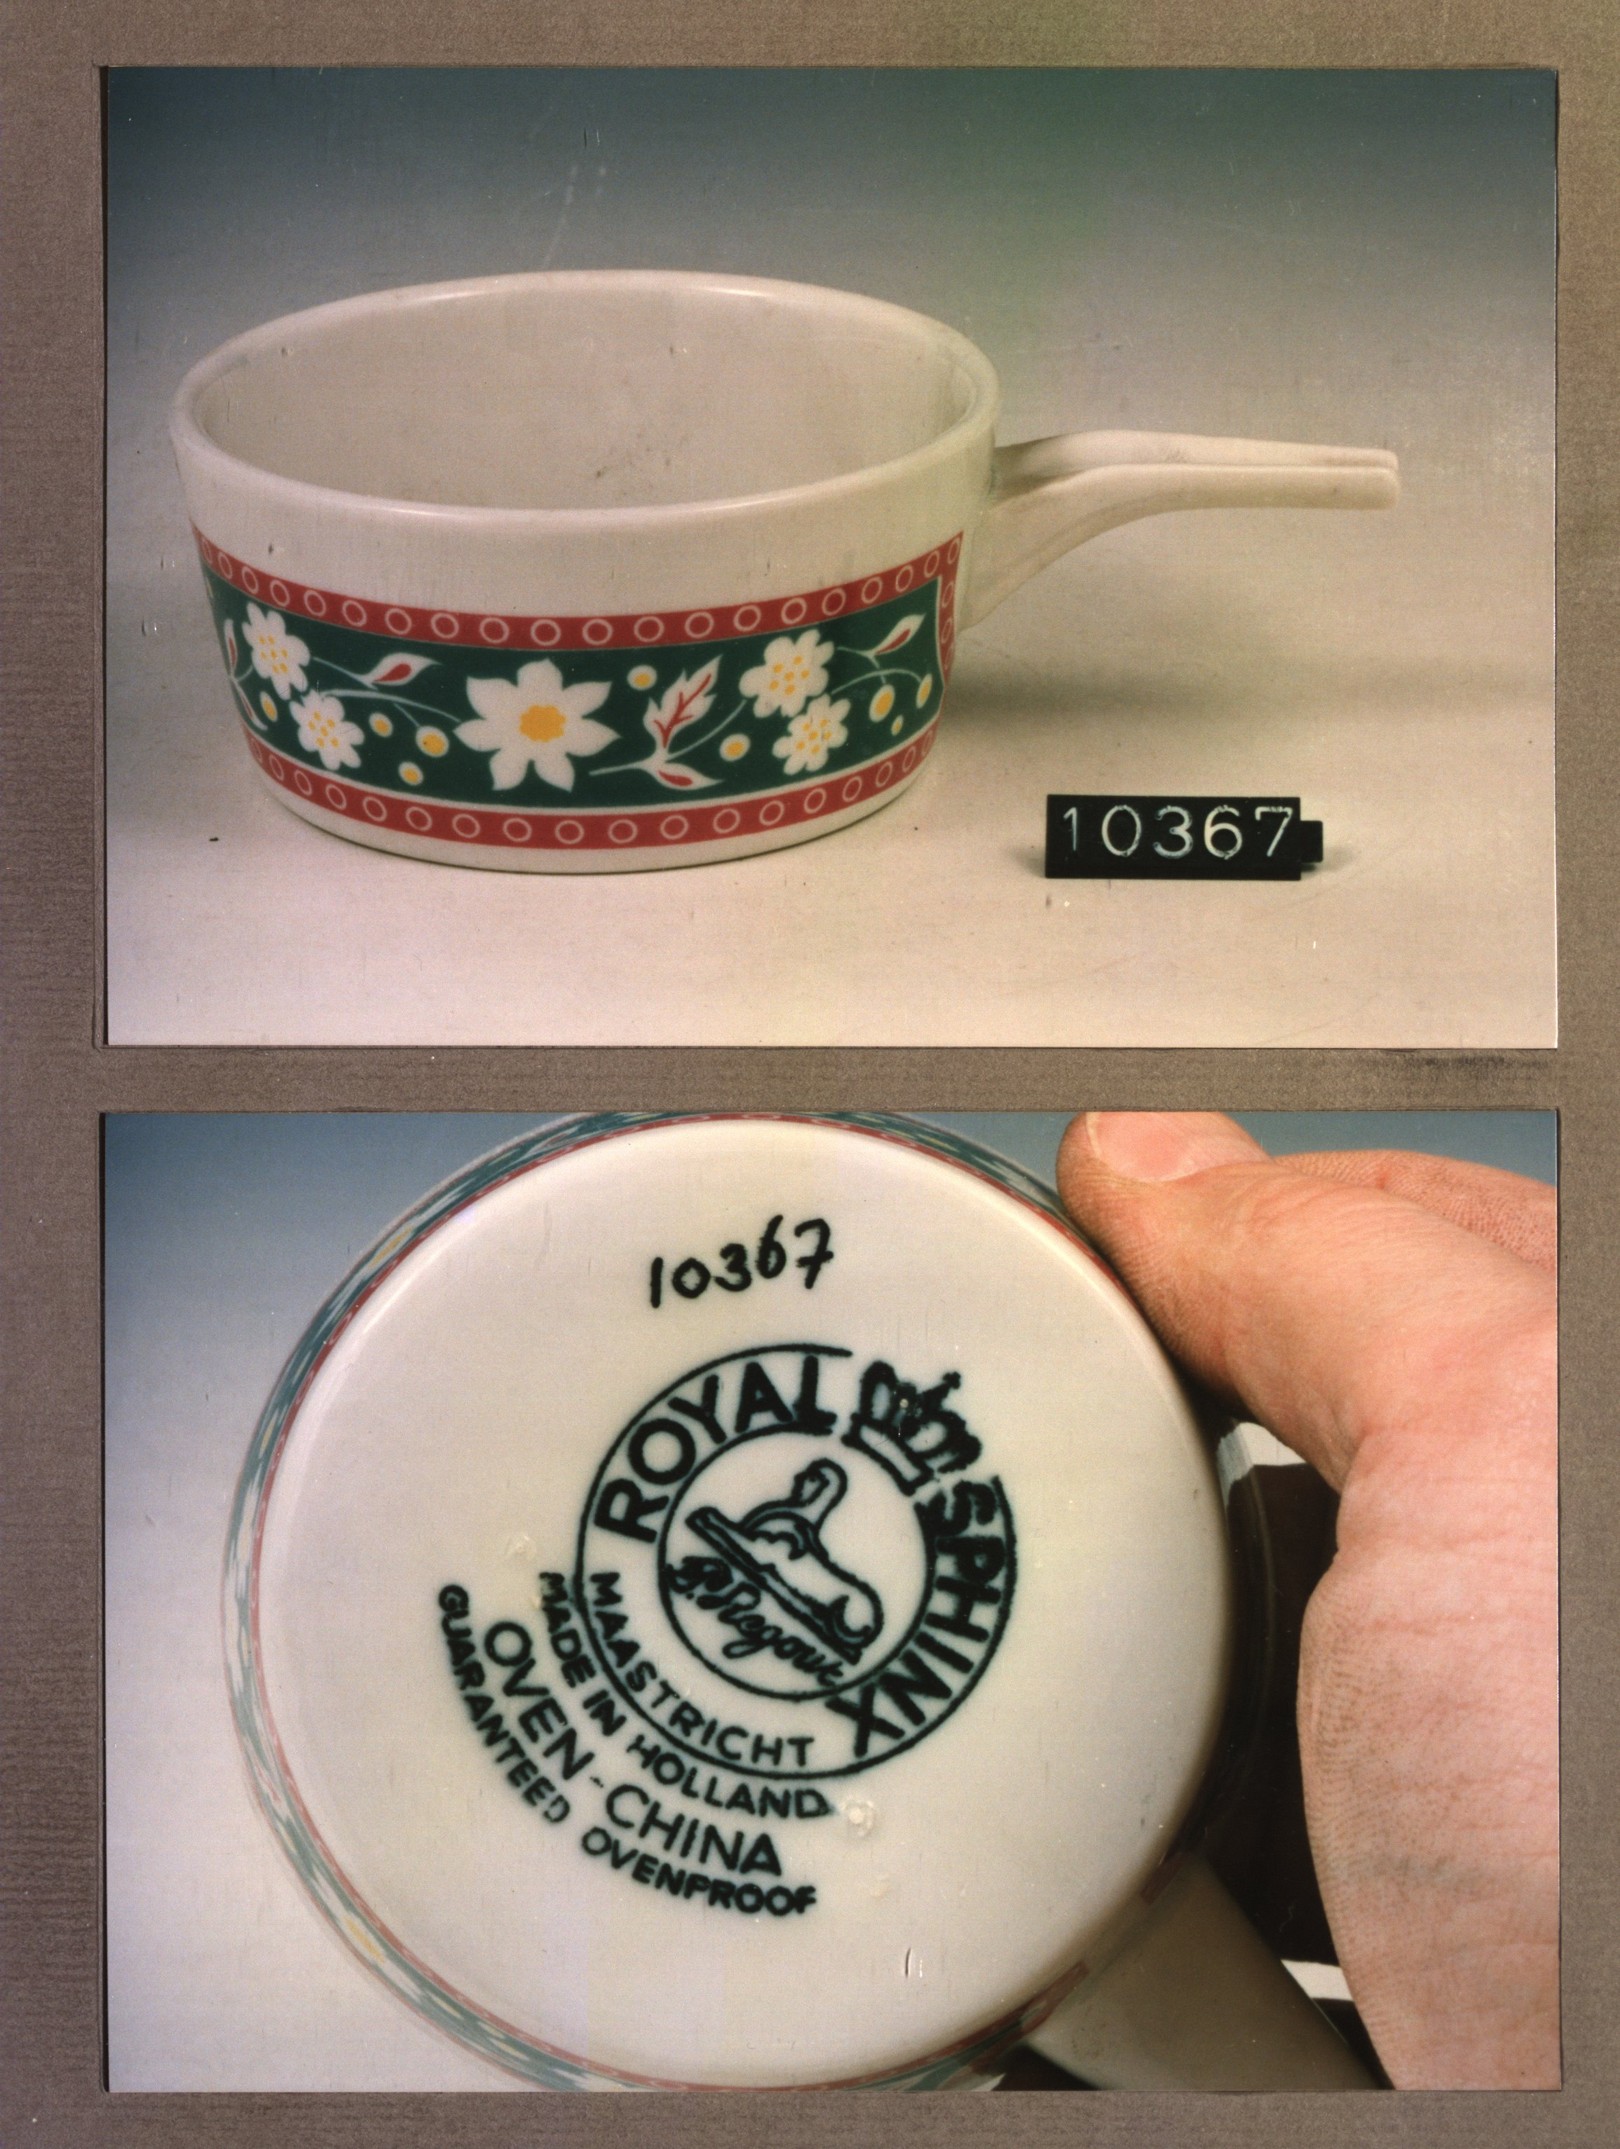 10367
10367
ROYAL SPHINX
P. Regout
MAASTRICHT
MADE IN HOLLAND
OVEN-CHINA
GUARANTEED OVENPROOF